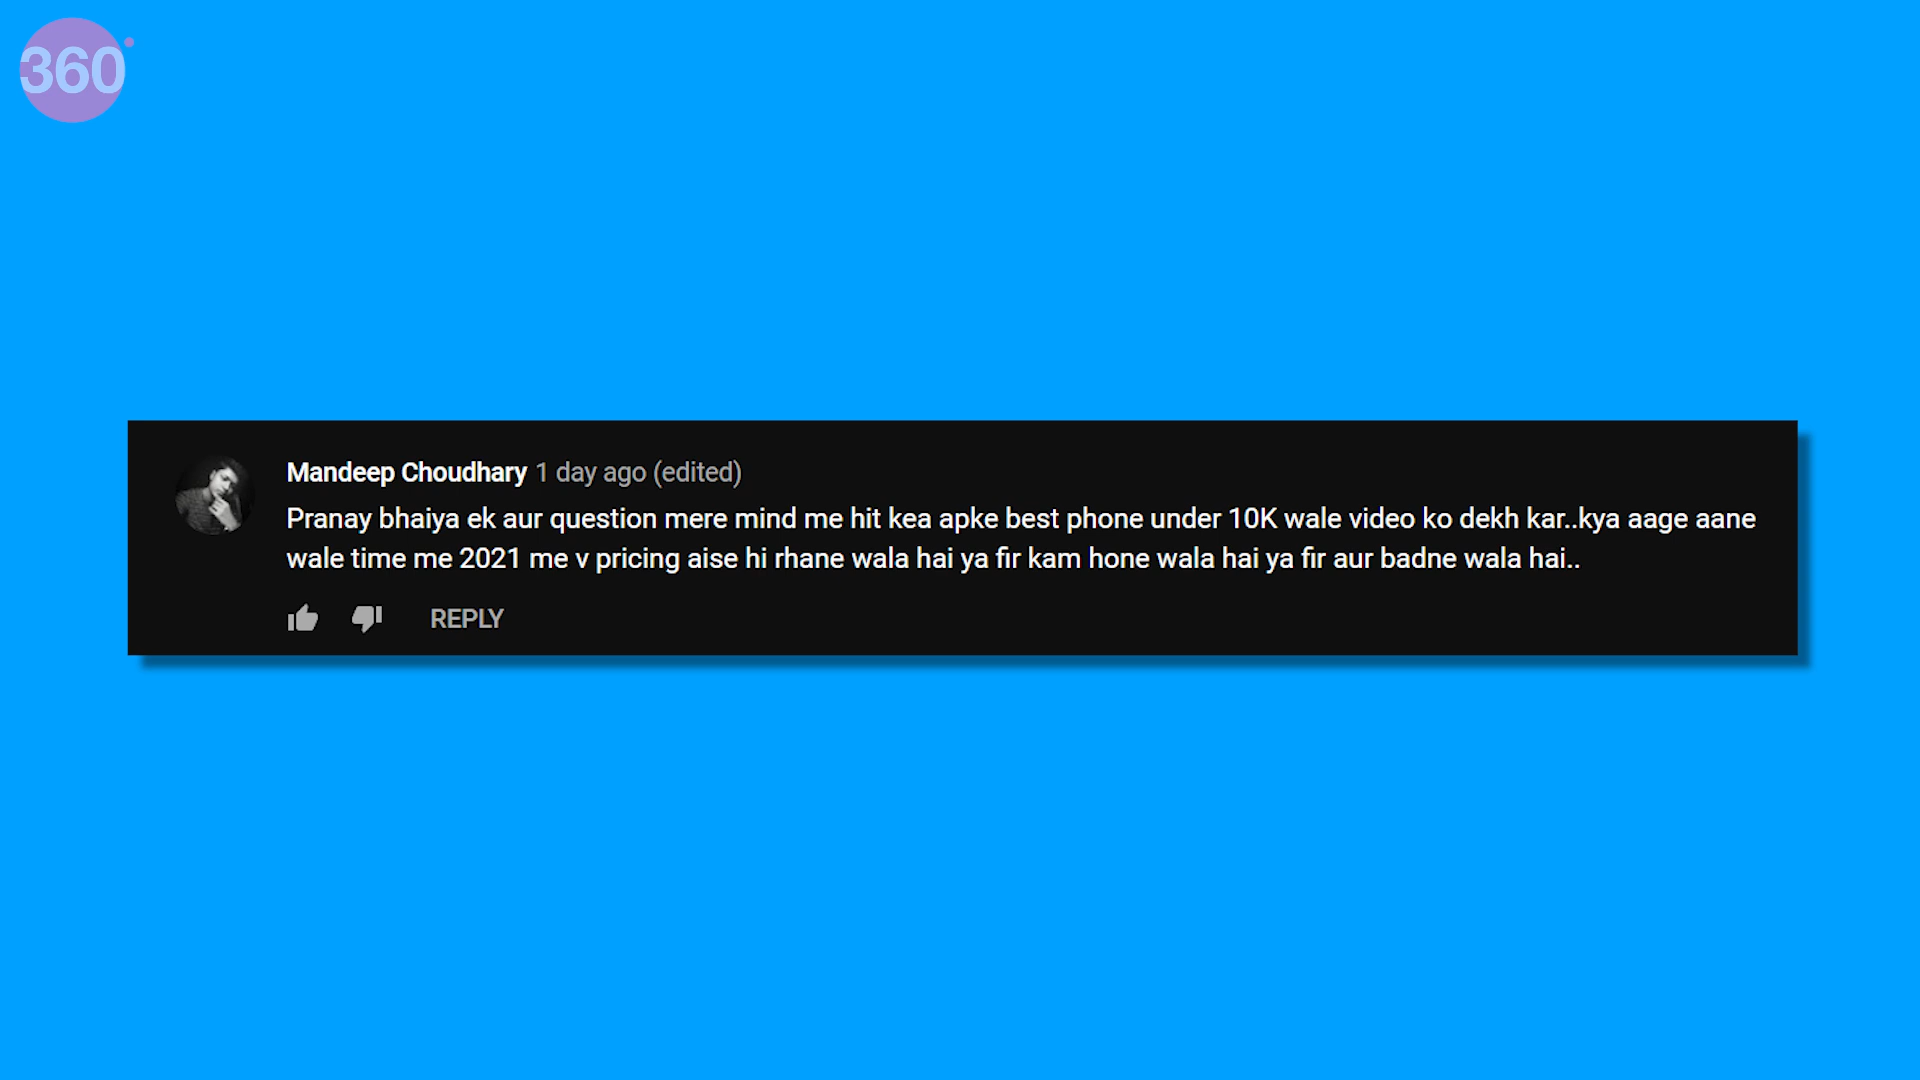 360°
Mandeep Choudhary 1 day ago (edited)
Pranay bhaiya ek aur question mere mind me hit kea apke best phone under 10K wale video ko dekh kar..kya aage aane
wale time me 2021 me v pricing aise hi rhane wala hai ya fir kam hone wala hai ya fir aur badne wala hai..
REPLY